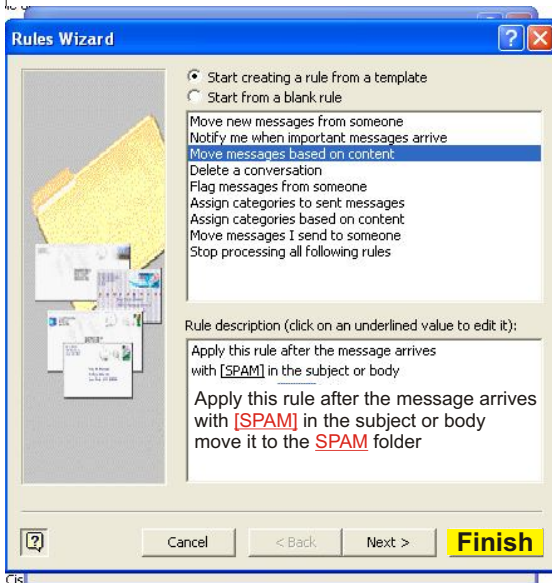 Rules Wizard
Start creating a rule from a template
Start from a blank rule
Move new messages from someone
Notify me when important messages arrive
Move messages based on content
Delete a conversation
Flag messages from someone
Assign categories to sent messages
Assign categories based on content
Move messages I send to someone
Stop processing all following rules
Rule description (click on an underlined value to edit it):
Apply this rule after the message arrives
with [SPAM] in the subject or body
Apply this rule after the message arrives
with [SPAM] in the subject or body
move it to the SPAM folder
Cancel < Back Next > Finish